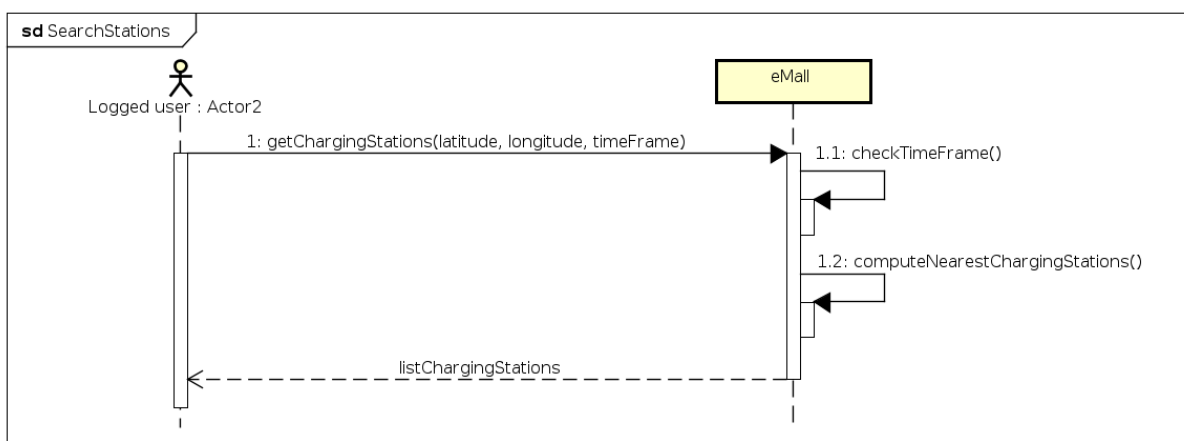 sd SearchStations
Logged user : Actor2
eMall
1: getChargingStations(latitude, longitude, timeFrame)
1.1: checkTimeFrame()
1.2: computeNearestChargingStations()
listChargingStations